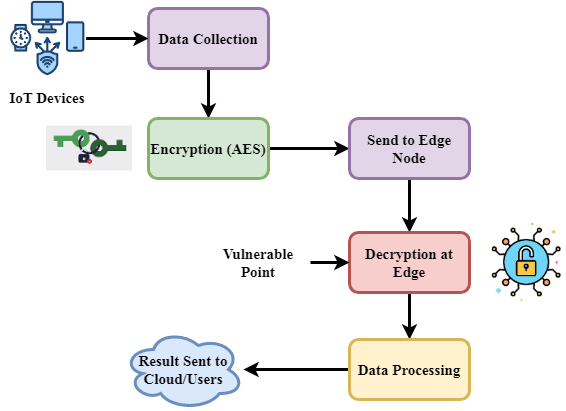 IoT Devices
Data Collection
Encryption (AES)
Send to Edge
Node
Vulnerable
Point
Decryption at
Edge
Data Processing
Result Sent to
Cloud/Users